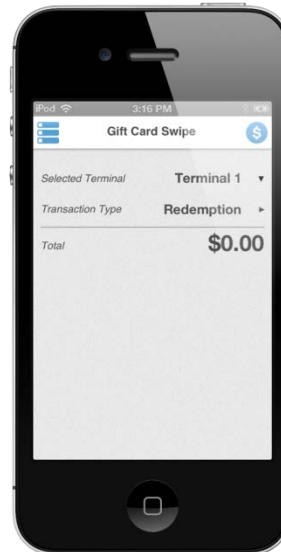 iPod 3:16 PM
Gift Card Swipe $
Selected Terminal Terminal 1
Transaction Type Redemption
Total $0.00